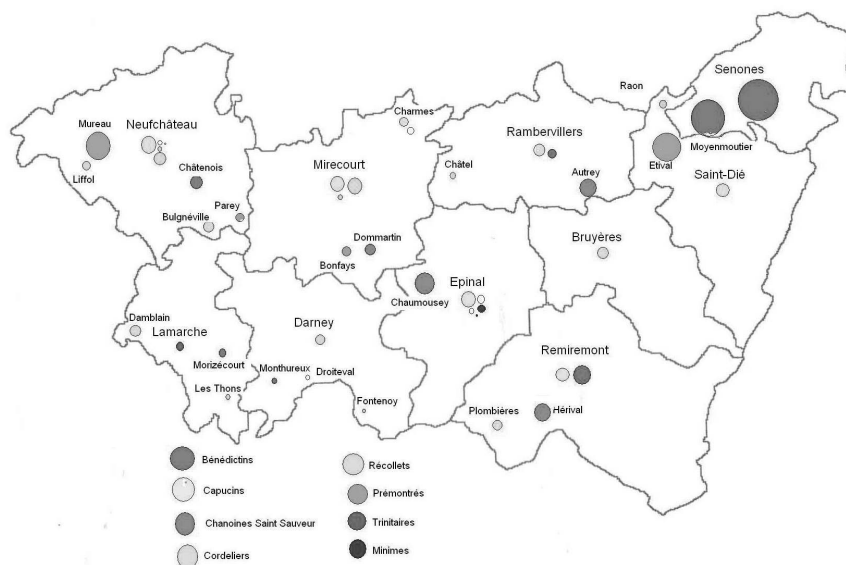 Senones
Raon
Charmes
Mureau
Neufchâteau
Rambervillers
Moyenmoutier
Mirecourt
Etival
Châtel
Saint-Dié
Liffol
Châtenois
Autrey
Parey
Bulgnéville
Dommartin
Bruyères
Bonfays
Epinal
Chaumousey
Damblain
Lamarche
Darney
Remiremont
Morizécourt
Monthureux
Droiteval
Les Thons
Fontenoy
Plombières
Hérival
Bénédictins
Capucins
Chanoines Saint Sauveur
Cordeliers
Récollets
Prémontrés
Trinitaires
Minimes